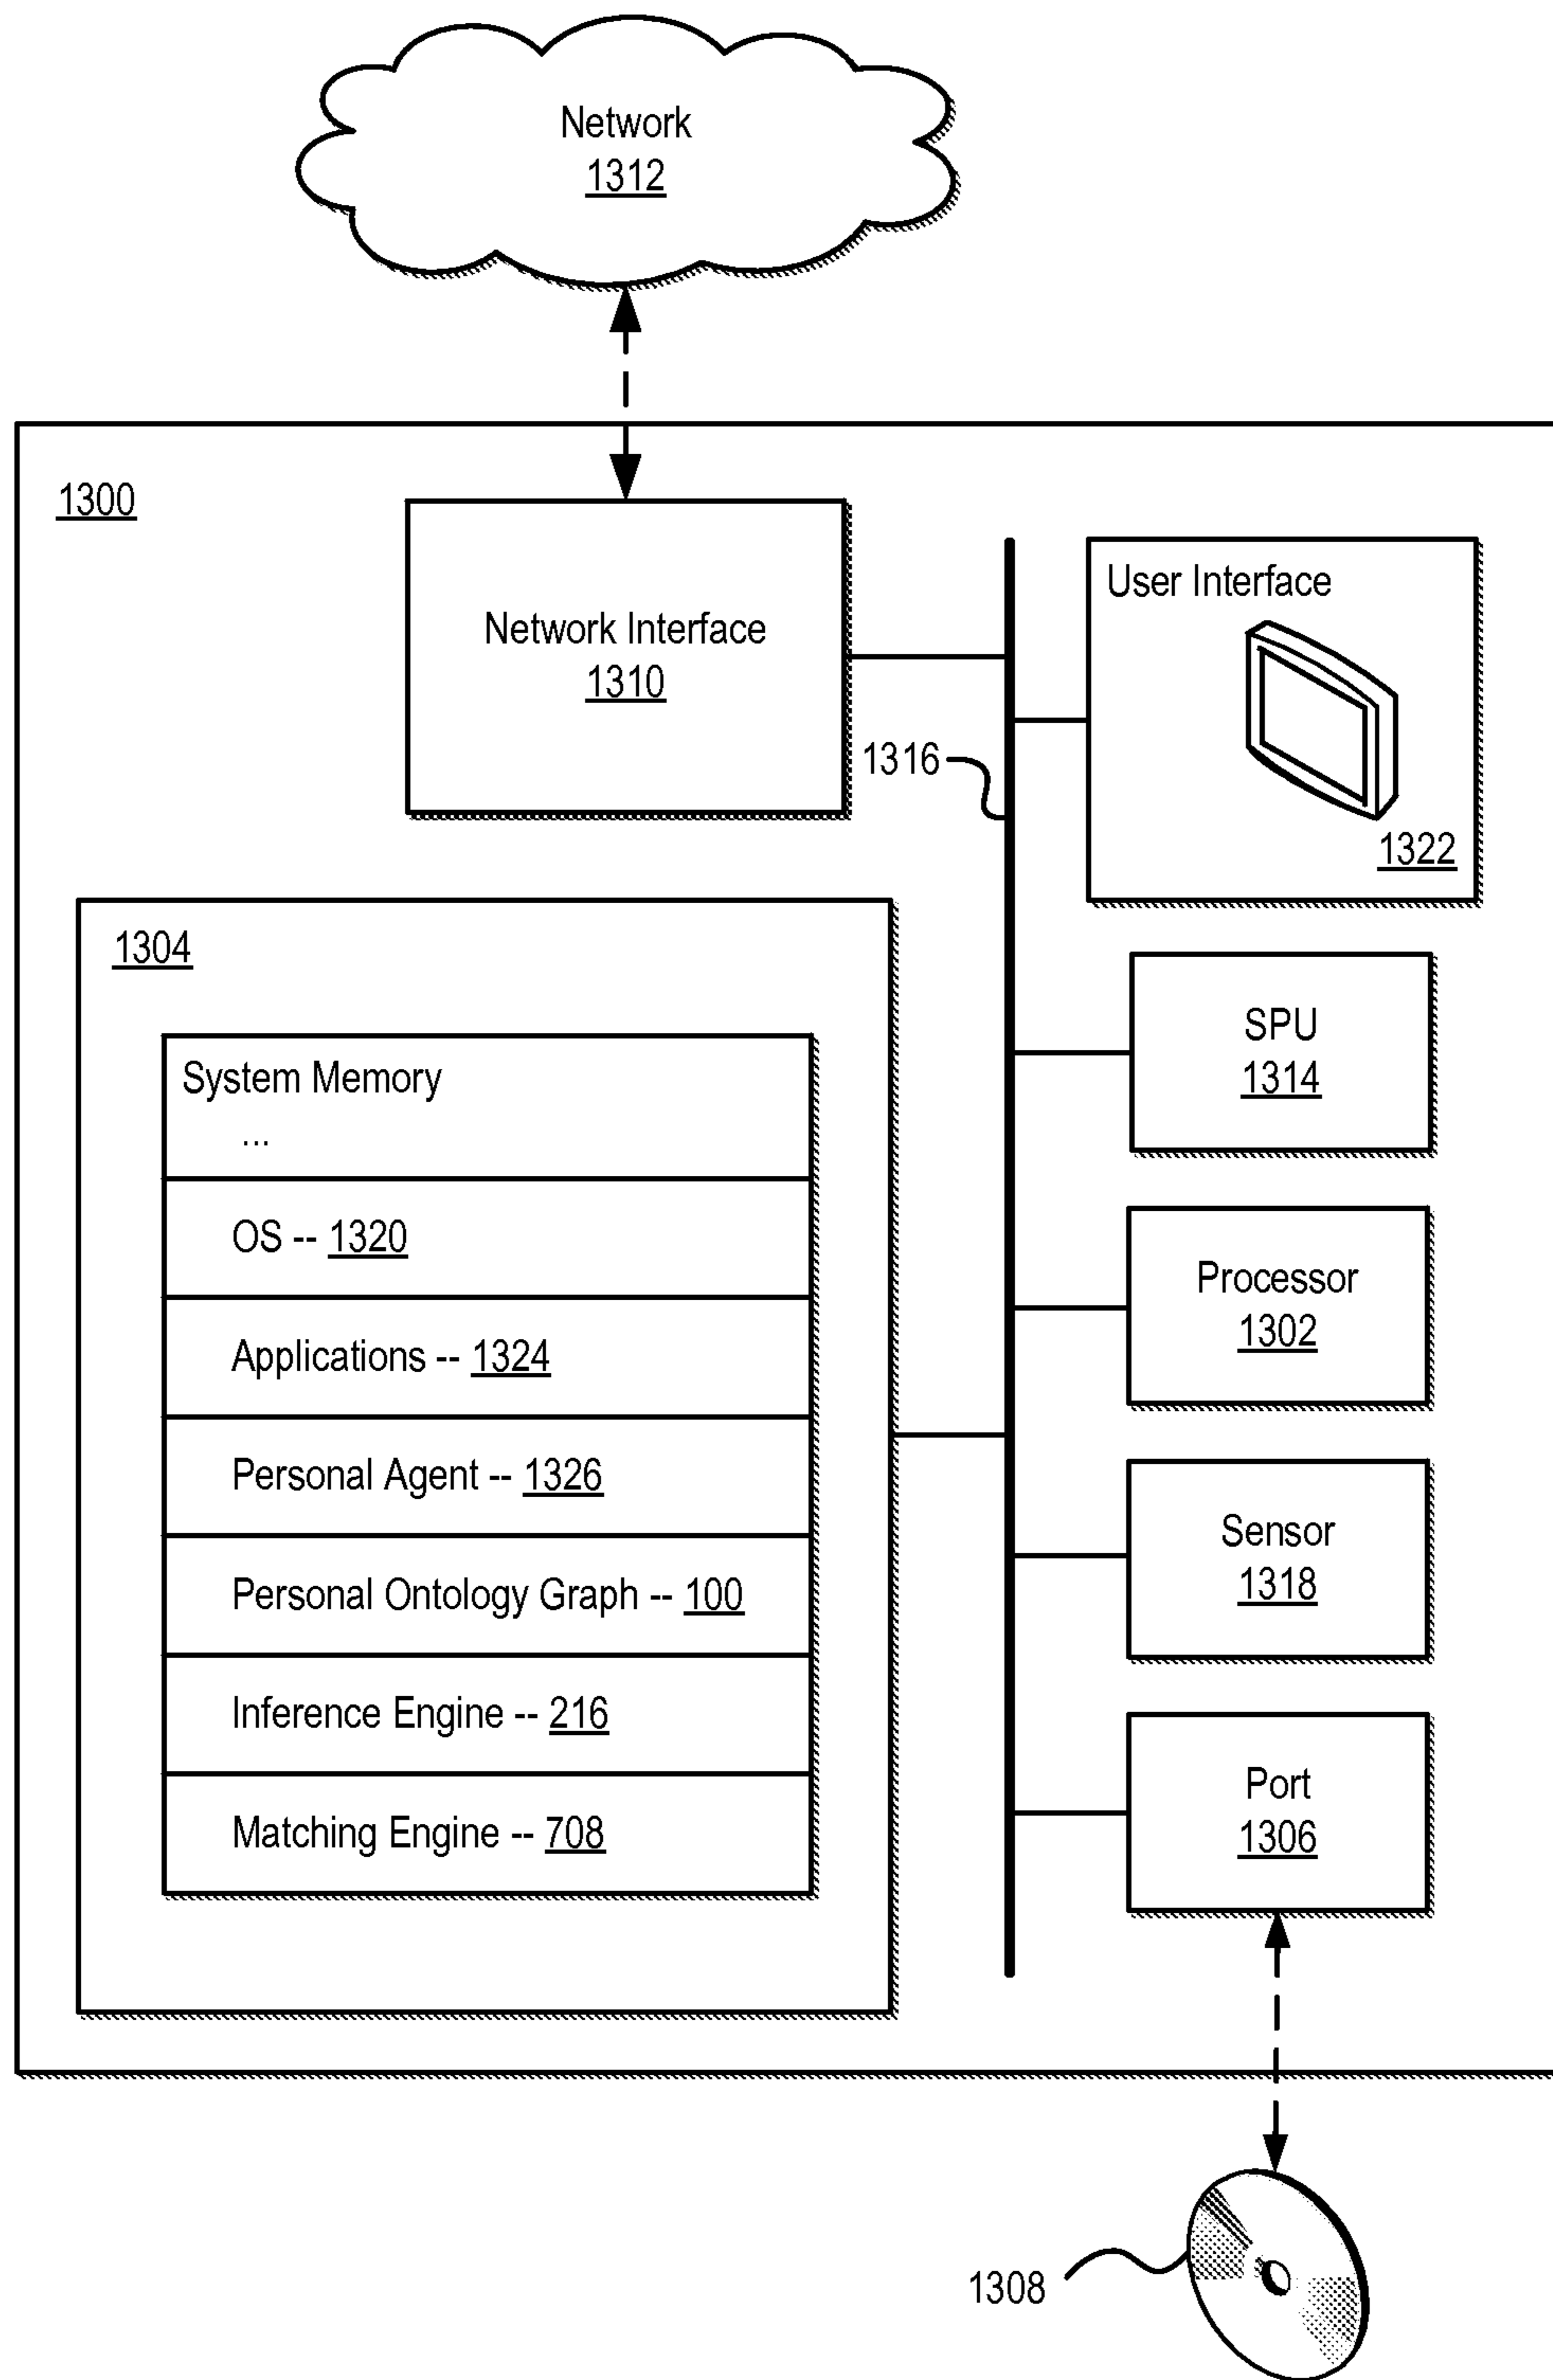 Network
1312
1300
Network Interface
1310
User Interface
1322
1316
1304
System Memory
...
OS -- 1320
Applications -- 1324
Personal Agent -- 1326
Personal Ontology Graph -- 100
Inference Engine -- 216
Matching Engine -- 708
SPU
1314
Processor
1302
Sensor
1318
Port
1306
1308